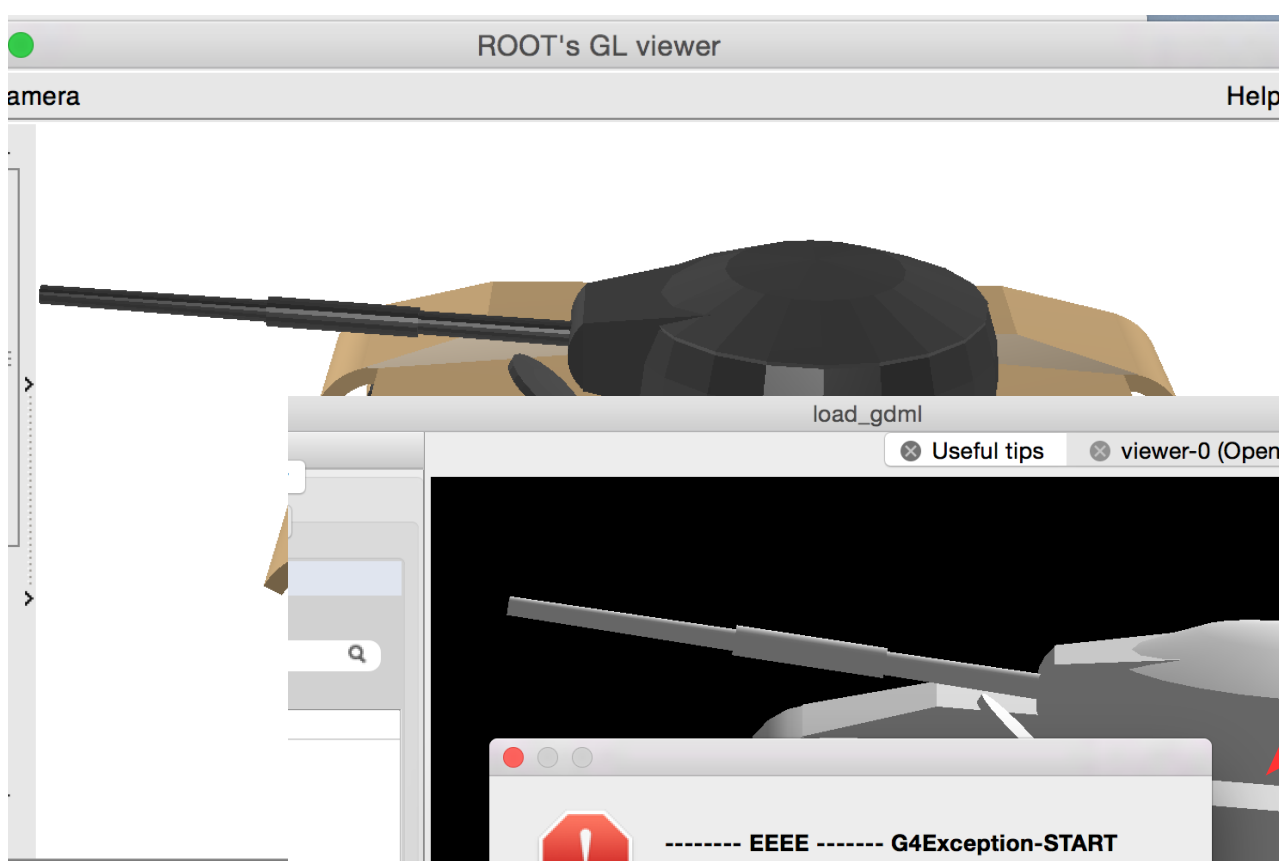 ROOT's GL viewer
amera Help
load_gdml
Useful tips viewer-0 (Open
-------- EEEE ------- G4Exception-START